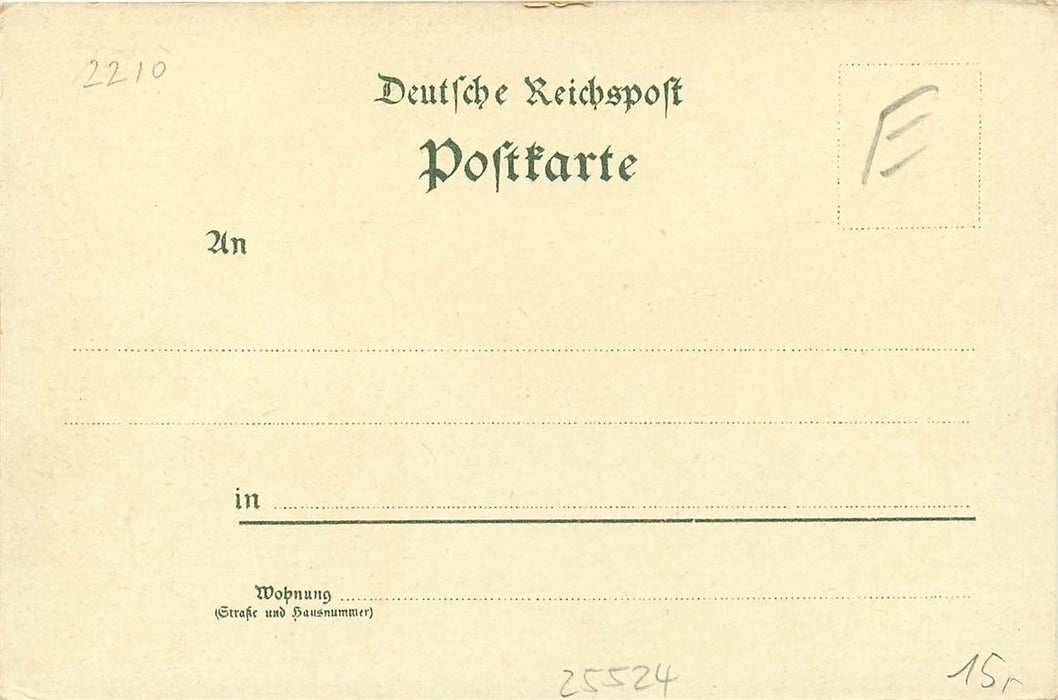 2210
Deutſche Reichspoſt
Poſtkarte
E
An
in
Wohnung
(Straße und Hausnummer)
25524
15,-